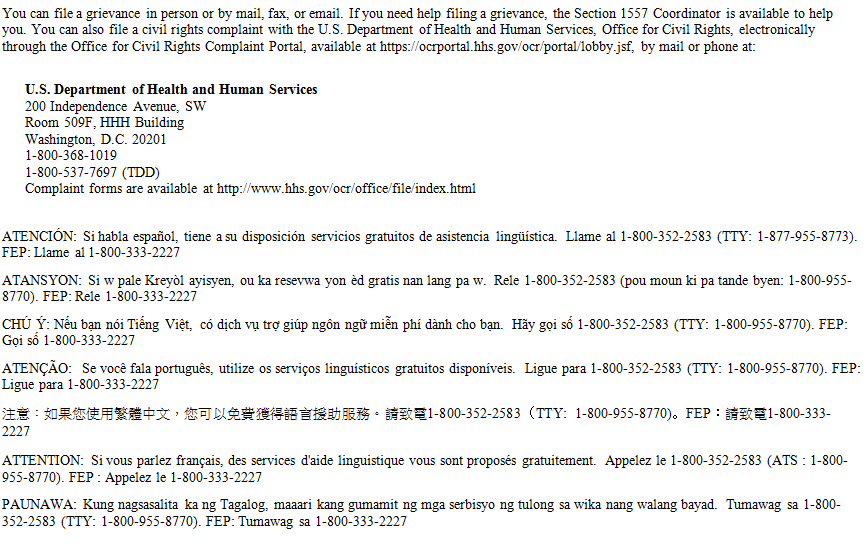 You can file a grievance in person or by mail, fax, or email. If you need help filing a grievance, the Section 1557 Coordinator is available to help
you. You can also file a civil rights complaint with the U.S. Department of Health and Human Services, Office for Civil Rights, electronically
through the Office for Civil Rights Complaint Portal, available at https://ocrportal.hhs.gov/ocr/portal/lobby.jsf, by mail or phone at:
U.S. Department of Health and Human Services
200 Independence Avenue, SW
Room 509F, HHH Building
Washington, D.C. 20201
1-800-368-1019
1-800-537-7697 (TDD)
Complaint forms are available at http://www.hhs.gov/ocr/office/file/index.html
ATENCIÓN: Si habla español, tiene a su disposición servicios gratuitos de asistencia lingüística. Llame al 1-800-352-2583 (TTY: 1-877-955-8773).
FEP: Llame al 1-800-333-2227
ATANSYON: Si w pale Kreyòl ayisyen, ou ka resevwa yon èd gratis nan lang pa w. Rele 1-800-352-2583 (pou moun ki pa tande byen: 1-800-955-
8770). FEP: Rele 1-800-333-2227
CHÚ Ý: Nếu bạn nói Tiếng Việt, có dịch vụ trợ giúp ngôn ngữ miễn phí dành cho bạn. Hãy gọi số 1-800-352-2583 (TTY: 1-800-955-8770). FEP:
Gọi số 1-800-333-2227
ATENÇÃO: Se você fala português, utilize os serviços linguísticos gratuitos disponíveis. Ligue para 1-800-352-2583 (TTY: 1-800-955-8770). FEP:
Ligue para 1-800-333-2227
注意：如果您使用繁體中文，您可以免費獲得語言援助服務。請致電1-800-352-2583（TTY: 1-800-955-8770)。FEP：請致電1-800-333-
2227
ATTENTION: Si vous parlez français, des services d'aide linguistique vous sont proposés gratuitement. Appelez le 1-800-352-2583 (ATS : 1-800-
955-8770). FEP : Appelez le 1-800-333-2227
PAUNAWA: Kung nagsasalita ka ng Tagalog, maaari kang gumamit ng mga serbisyo ng tulong sa wika nang walang bayad. Tumawag sa 1-800-
352-2583 (TTY: 1-800-955-8770). FEP: Tumawag sa 1-800-333-2227